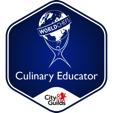 WORLDCHEFS
Culinary Educator
City &
Guilds